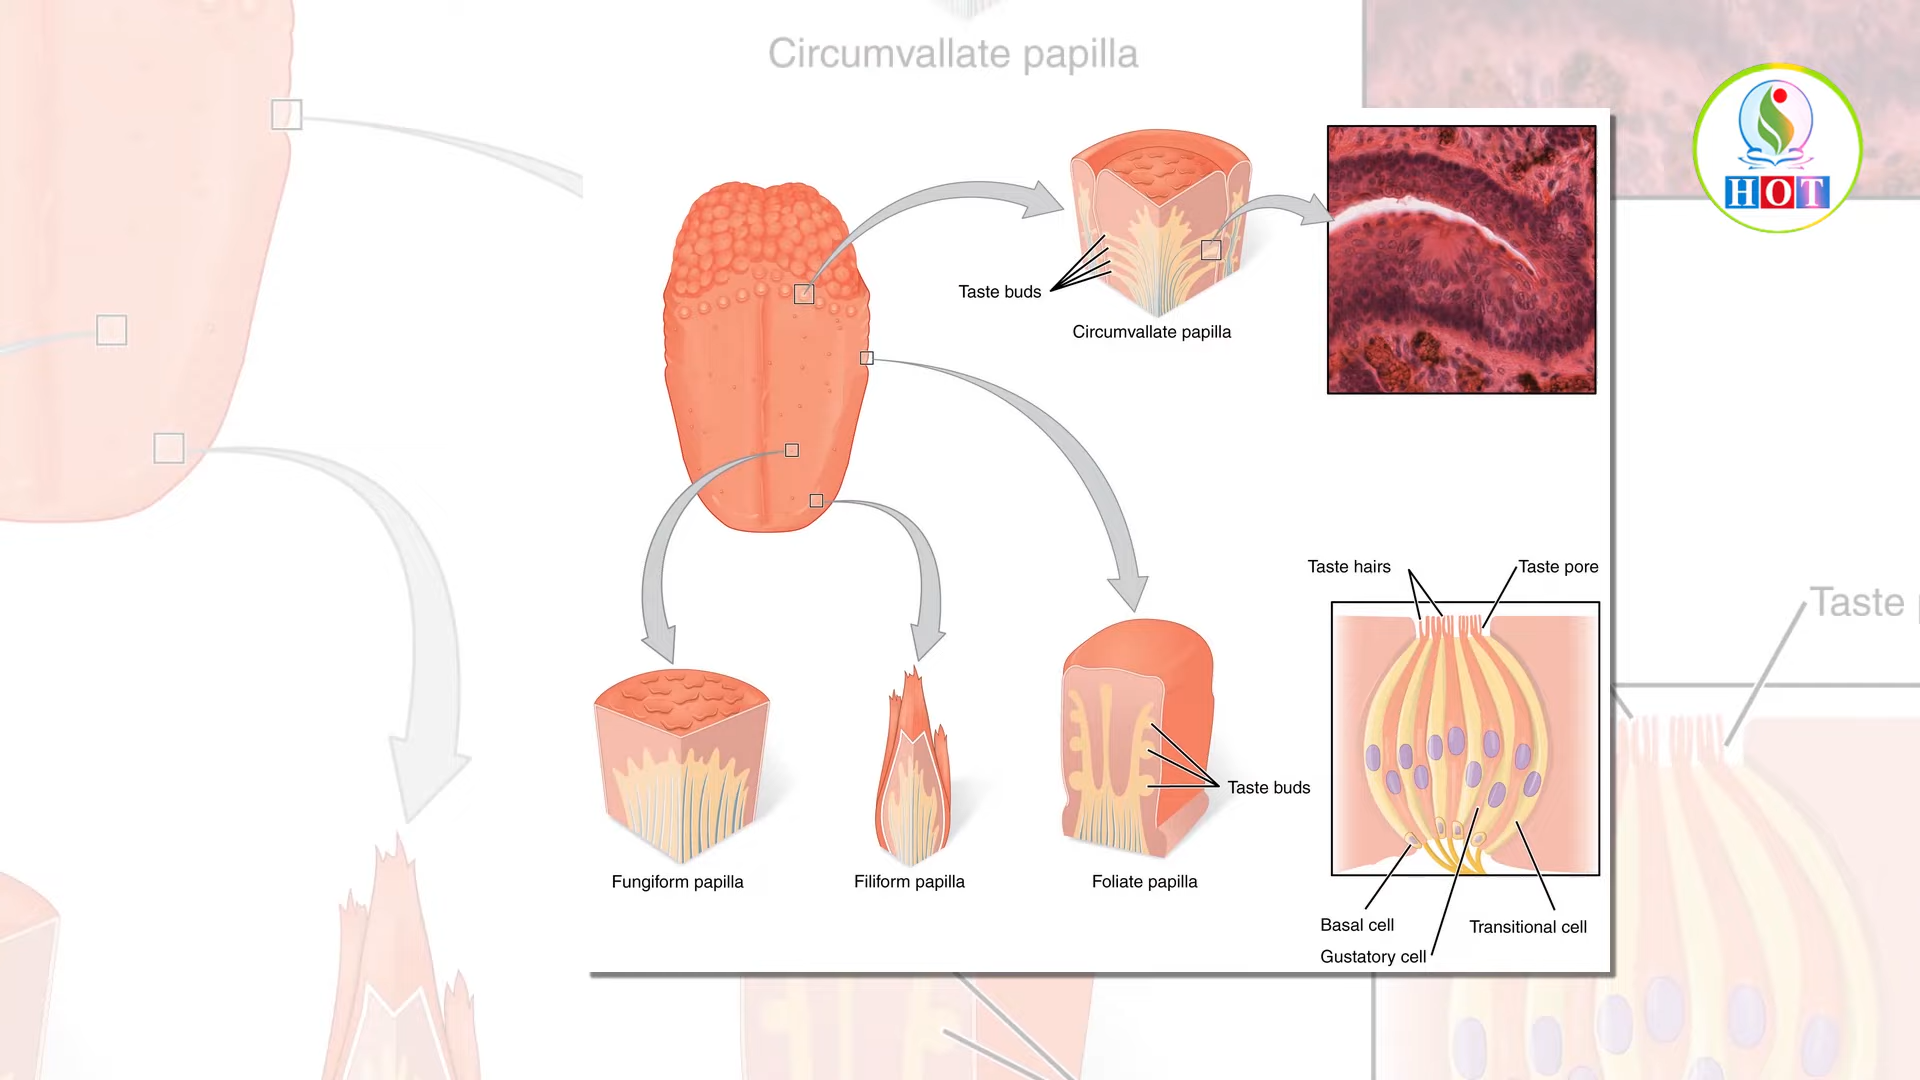 Circumvallate papilla
HOT
Taste buds
Circumvallate papilla
Taste hairs
Taste pore
Taste
Taste buds
Fungiform papilla
Filiform papilla
Foliate papilla
Basal cell
Transitional cell
Gustatory cell